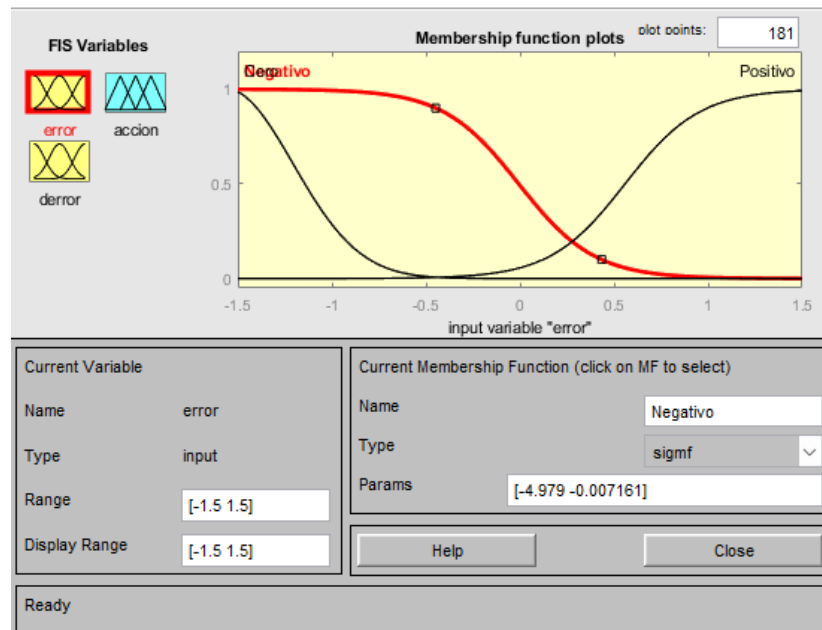 FIS Variables
error
accion
derror
Membership function plots
plot points:
181
Negativo
Positivo
1
0.5
0
-1.5
-1
-0.5
0
0.5
1
1.5
input variable "error"
Current Variable
Name
error
Type
input
Range
[-1.5 1.5]
Display Range
[-1.5 1.5]
Current Membership Function (click on MF to select)
Name
Negativo
Type
sigmf
Params
[-4.979 -0.007161]
Help
Close
Ready